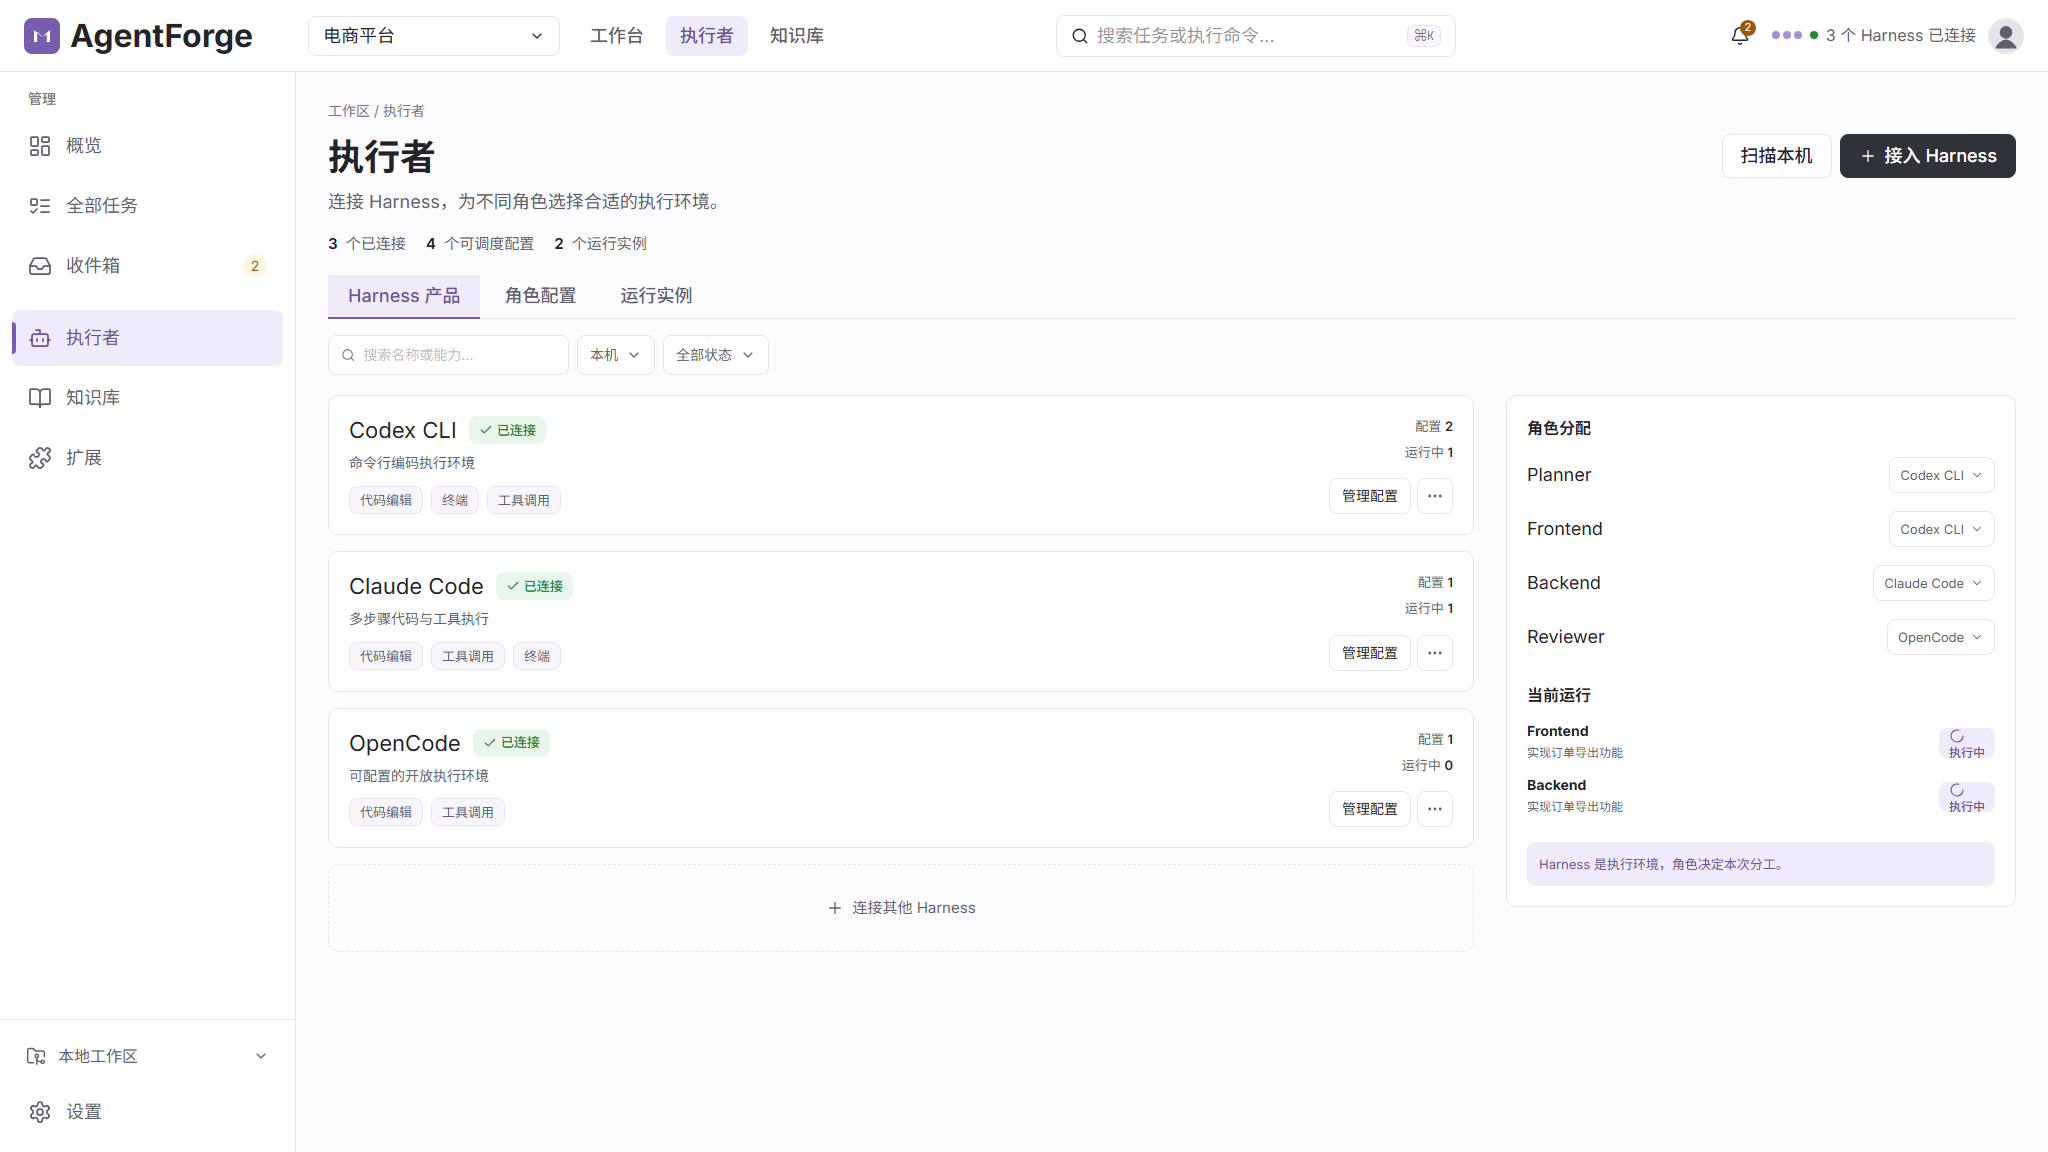 AgentForge
电商平台
工作台
执行者
知识库
搜索任务或执行命令...
⌘K
2
3 个 Harness 已连接
管理
概览
全部任务
收件箱
2
执行者
知识库
扩展
本地工作区
设置
工作区 / 执行者
执行者
连接 Harness，为不同角色选择合适的执行环境。
扫描本机
+ 接入 Harness
3 个已连接 4 个可调度配置 2 个运行实例
Harness 产品
角色配置
运行实例
搜索名称或能力...
本机
全部状态
Codex CLI
已连接
命令行编码执行环境
代码编辑
终端
工具调用
配置 2
运行中 1
管理配置
...
Claude Code
已连接
多步骤代码与工具执行
代码编辑
工具调用
终端
配置 1
运行中 1
管理配置
...
OpenCode
已连接
可配置的开放执行环境
代码编辑
工具调用
配置 1
运行中 0
管理配置
...
+ 连接其他 Harness
角色分配
Planner
Codex CLI
Frontend
Codex CLI
Backend
Claude Code
Reviewer
OpenCode
当前运行
Frontend
实现订单导出功能
执行中
Backend
实现订单导出功能
执行中
Harness 是执行环境，角色决定本次分工。